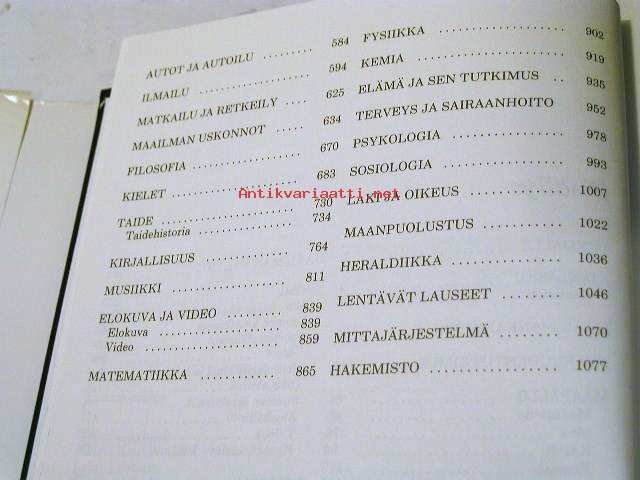 AUTOT JA AUTOILU ......... 584
ILMAILU .................... 594
MATKAILU JA RETKEILY .... 625
MAAILMAN USKONNOT ..... 634
FILOSOFIA .................. 670
KIELET ..................... 683
TAIDE ...................... 730
Taidehistoria ................ 734
KIRJALLISUUS ............... 764
MUSIIKKI ................... 811
ELOKUVA JA VIDEO ......... 839
Elokuva ..................... 839
Video ....................... 859
MATEMATIIKKA ............ 865
FYSIIKKA ................... 902
KEMIA ...................... 919
ELÄMÄ JA SEN TUTKIMUS .. 935
TERVEYS JA SAIRAANHOITO 952
PSYKOLOGIA ................ 978
SOSIOLOGIA ................. 993
LAKI JA OIKEUS ............ 1007
MAANPUOLUSTUS .......... 1022
HERALDIIKKA .............. 1036
LENTÄVÄT LAUSEET ........ 1046
MITTAJÄRJESTELMÄ ........ 1070
HAKEMISTO ................ 1077
Antikvariaatti.net